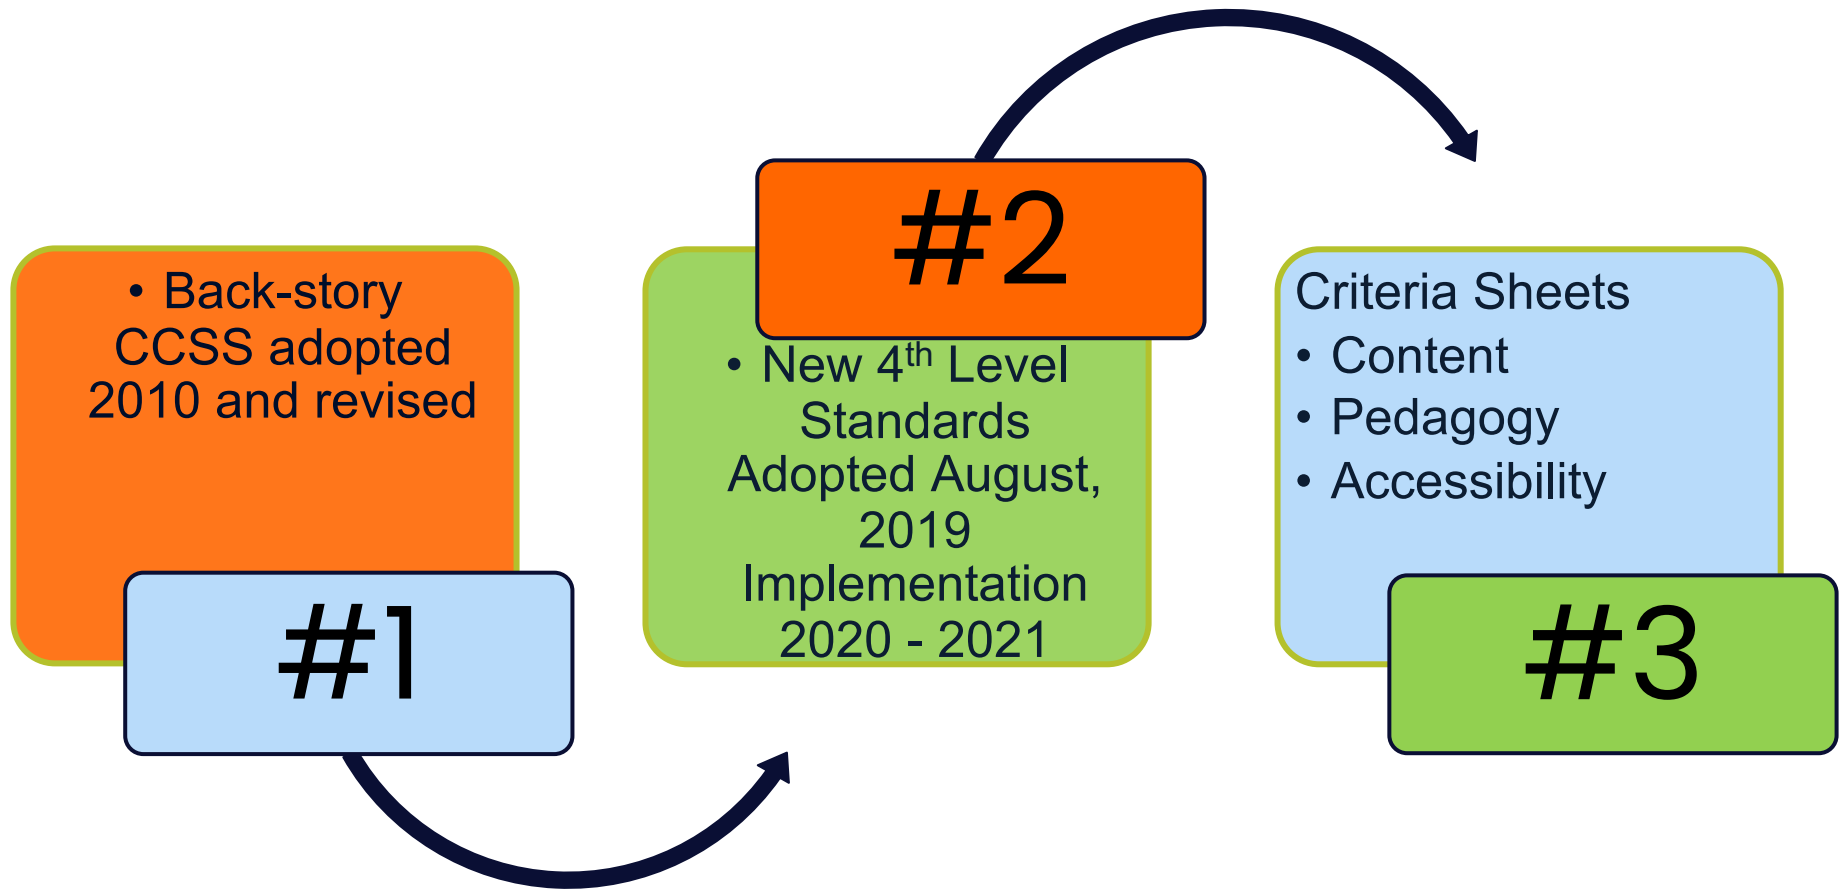 • Back-story
CCSS adopted
2010 and revised
#1
#2
• New 4th Level
Standards
Adopted August,
2019
Implementation
2020 - 2021
Criteria Sheets
• Content
• Pedagogy
• Accessibility
#3